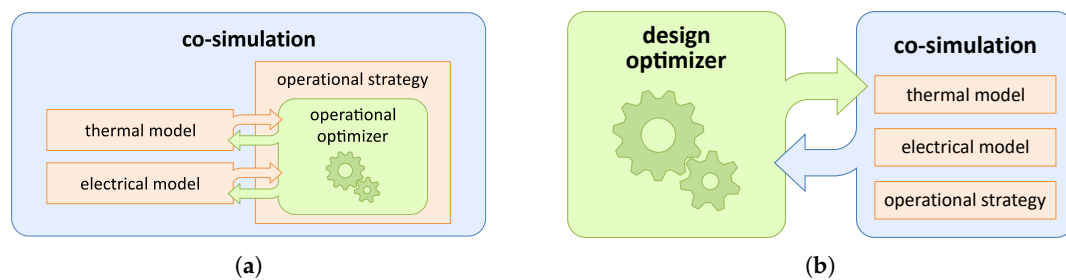 co-simulation
operational strategy
operational
optimizer
thermal model
electrical model
(a)
design
optimizer
co-simulation
thermal model
electrical model
operational strategy
(b)